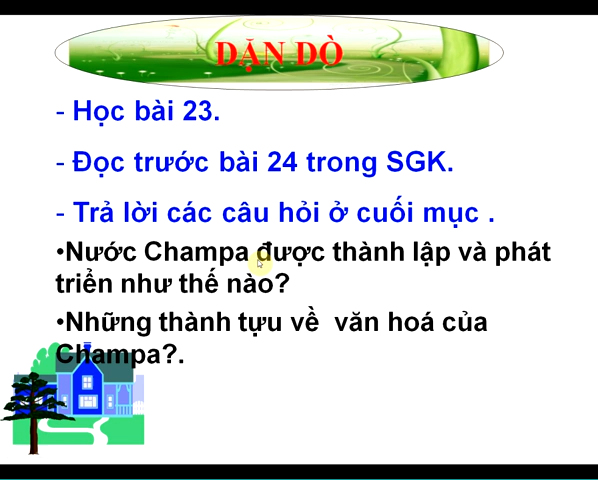 DẶN DÒ
- Học bài 23.
- Đọc trước bài 24 trong SGK.
- Trả lời các câu hỏi ở cuối mục .
•Nước Champa được thành lập và phát
triển như thế nào?
•Những thành tựu về văn hoá của
Champa?.